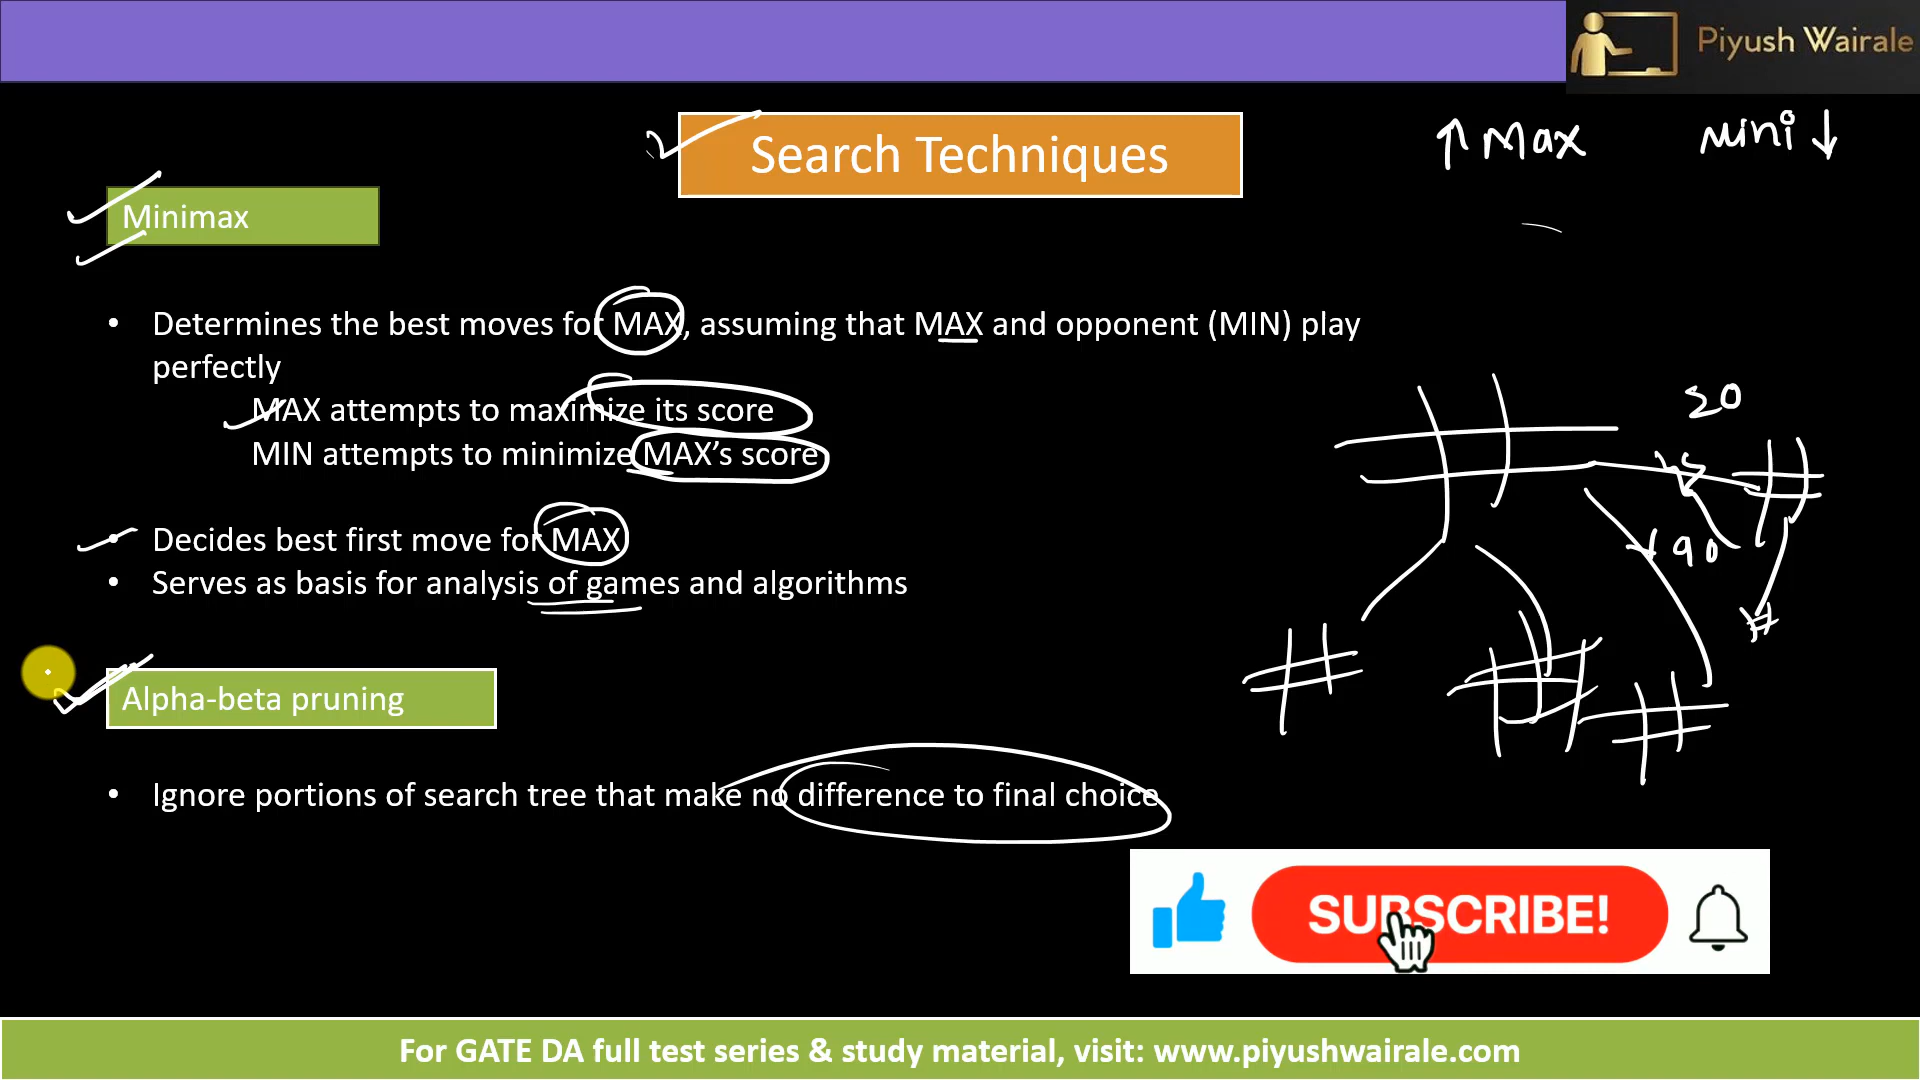 Piyush Wairale
Search Techniques
↑ Max
mini ↓
Minimax
• Determines the best moves for MAX, assuming that MAX and opponent (MIN) play
perfectly
MAX attempts to maximize its score
MIN attempts to minimize MAX’s score
20
• Decides best first move for MAX
90
• Serves as basis for analysis of games and algorithms
Alpha-beta pruning
• Ignore portions of search tree that make no difference to final choice
SUBSCRIBE!
For GATE DA full test series & study material, visit: www.piyushwairale.com